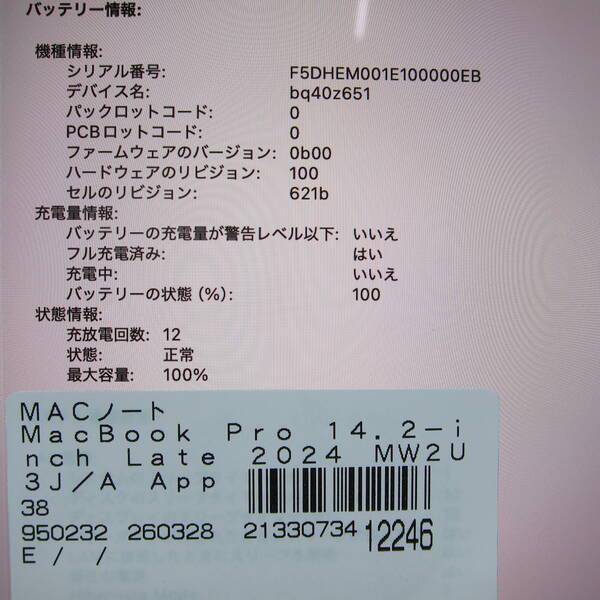 バッテリー情報:
機種情報:
シリアル番号: F5DHEM001E100000EB
デバイス名: bq40z651
パックロットコード: 0
PCBロットコード: 0
ファームウェアのバージョン: 0b00
ハードウェアのリビジョン: 100
セルのリビジョン: 621b
充電量情報:
バッテリーの充電量が警告レベル以下: いいえ
フル充電済み: はい
充電中: いいえ
バッテリーの状態 (%): 100
状態情報:
充放電回数: 12
状態: 正常
最大容量: 100%
MACノート
MacBook Pro 14.2-i
nch Late 2024 MW2U
3J/A App
38
950232 260328 21330734 12246
E / /